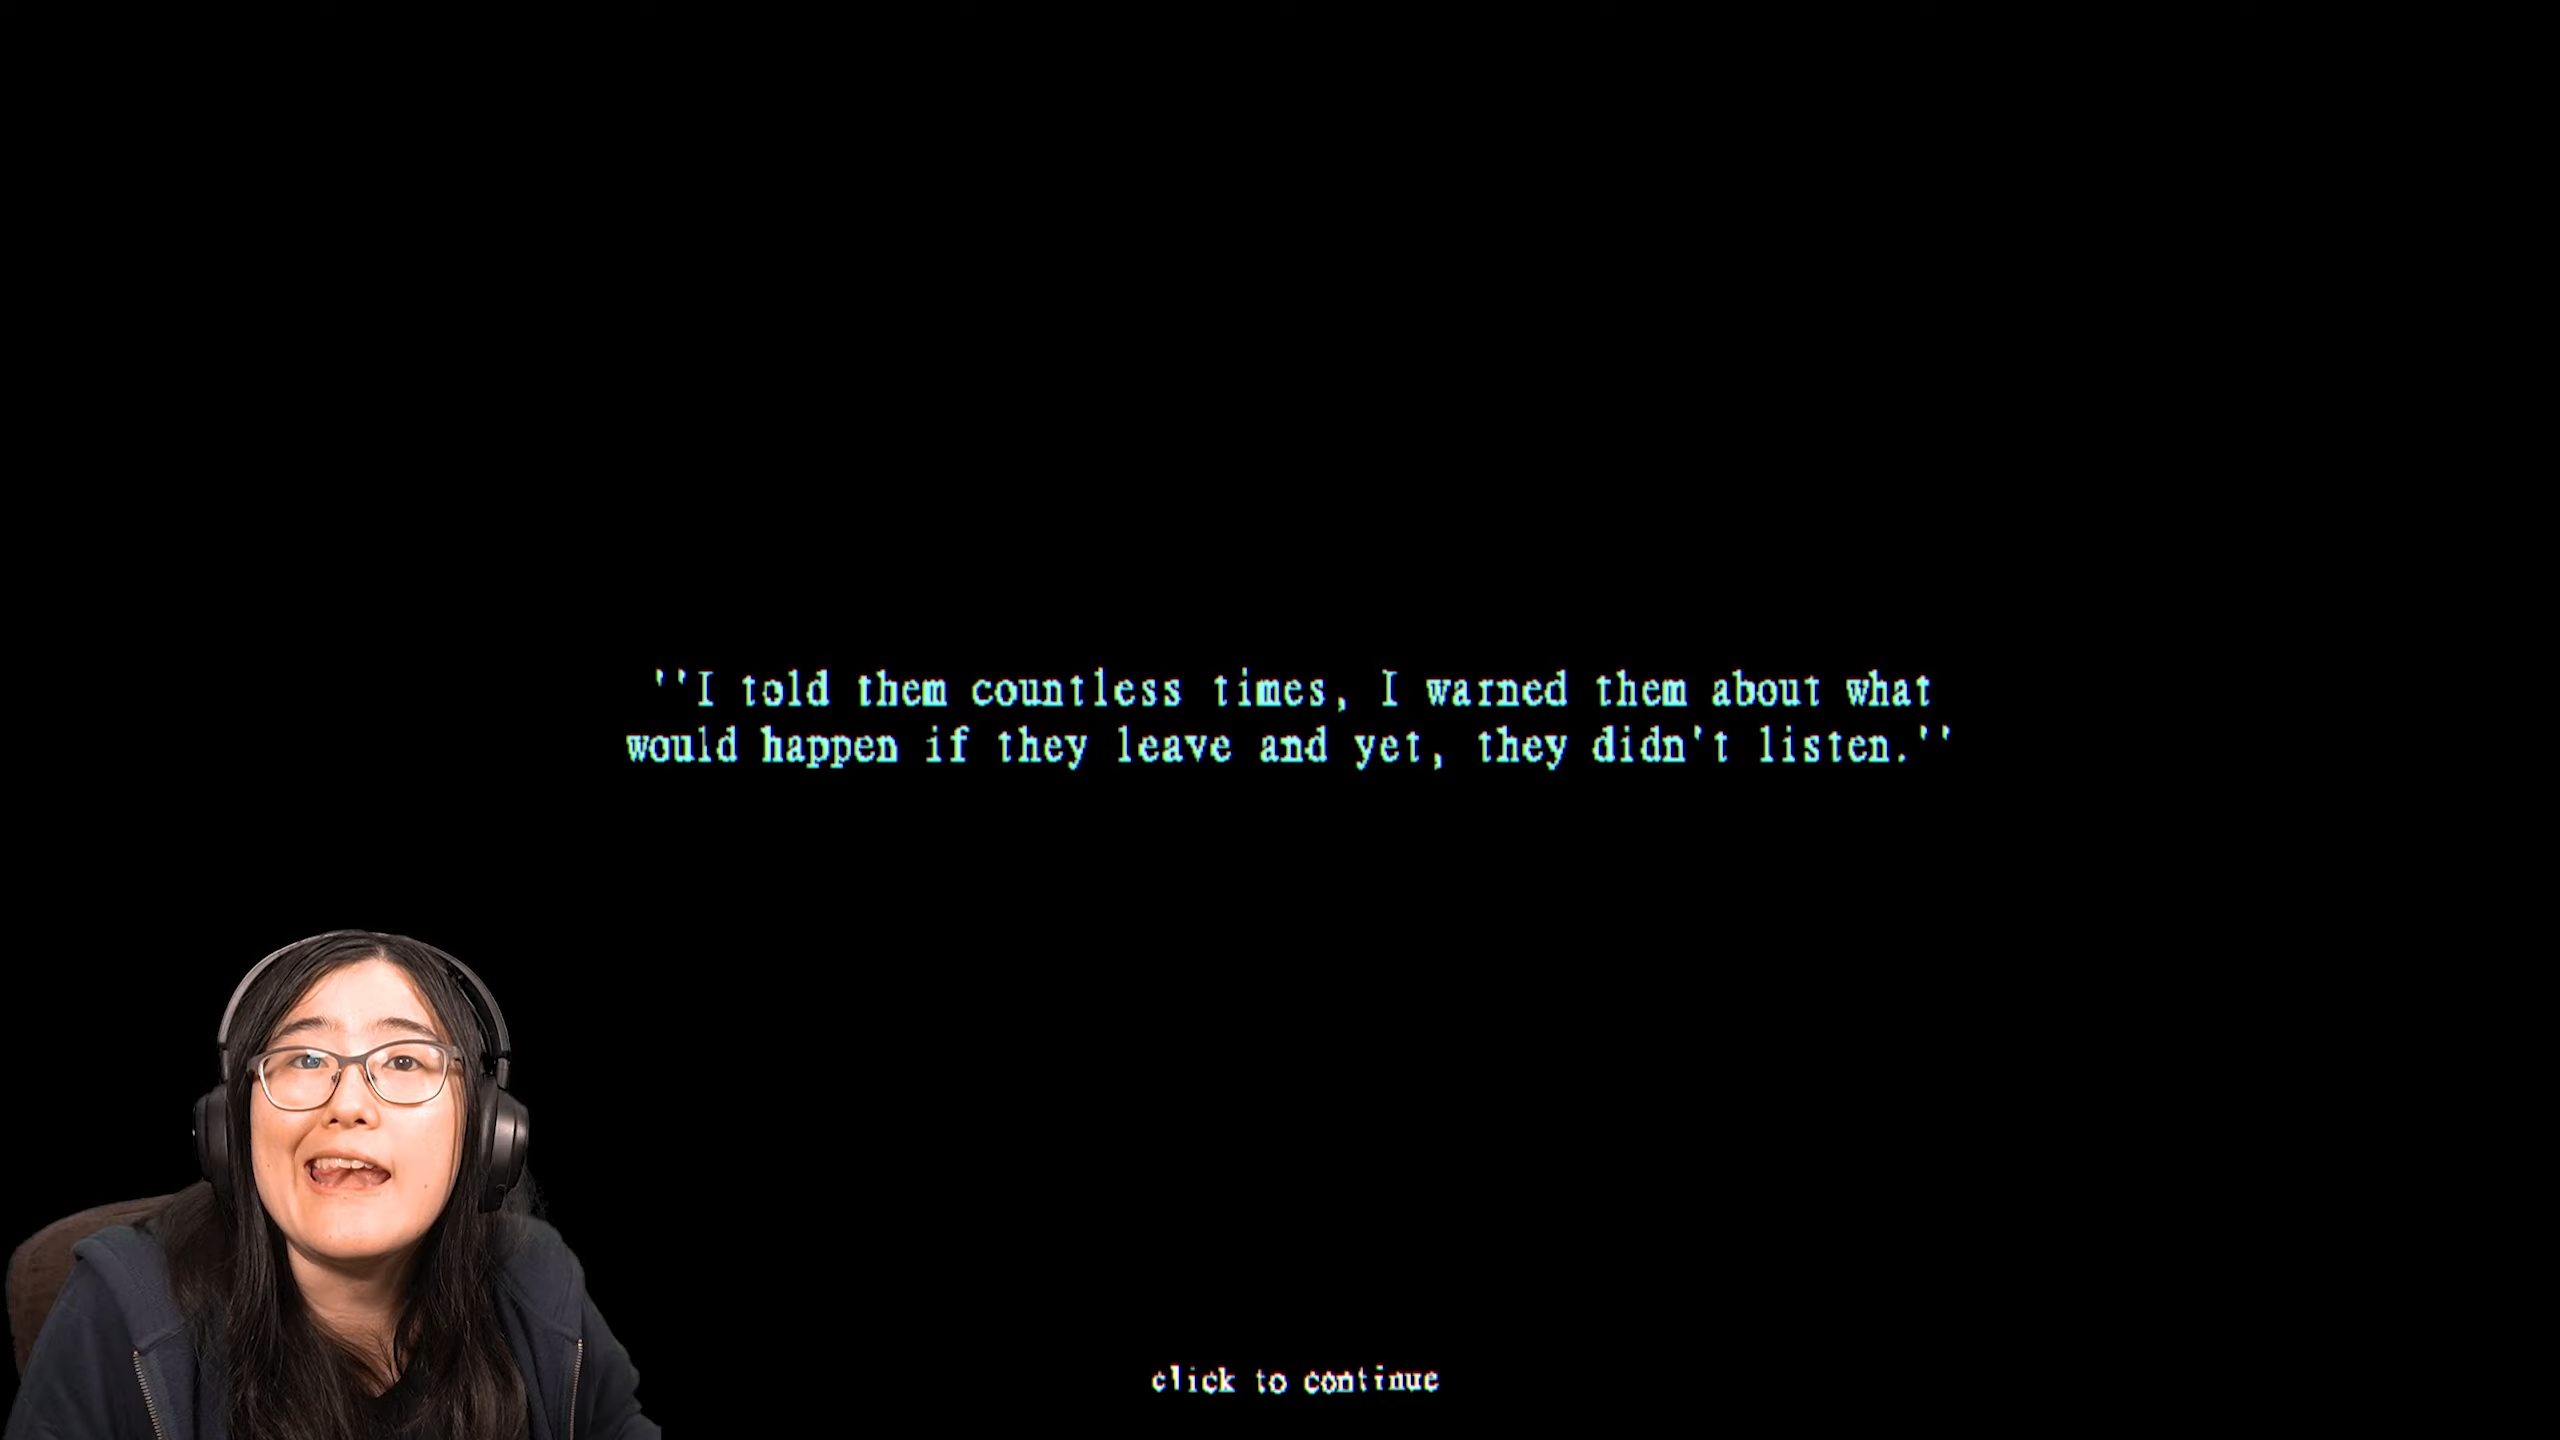 ''I told them countless times, I warned them about what
would happen if they leave and yet, they didn't listen.''
click to continue